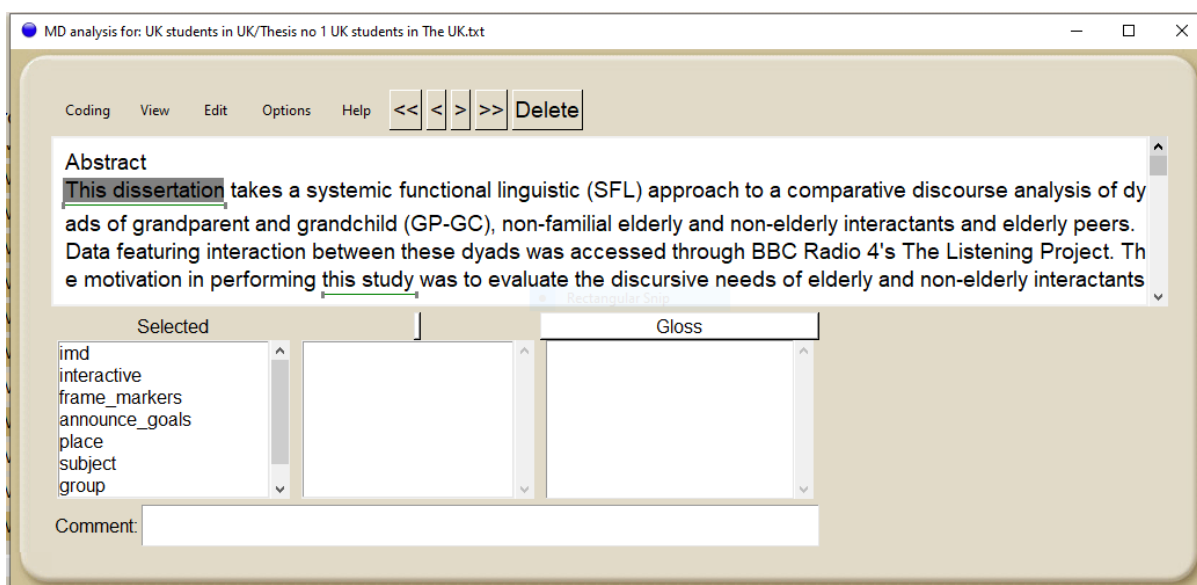 MD analysis for: UK students in UK/Thesis no 1 UK students in The UK.txt
Coding View Edit Options Help << < > >> Delete
Abstract
This dissertation takes a systemic functional linguistic (SFL) approach to a comparative discourse analysis of dy
ads of grandparent and grandchild (GP-GC), non-familial elderly and non-elderly interactants and elderly peers.
Data featuring interaction between these dyads was accessed through BBC Radio 4's The Listening Project. Th
e motivation in performing this study was to evaluate the discursive needs of elderly and non-elderly interactants
Rectangular Snip
Selected Gloss
imd
interactive
frame_markers
announce_goals
place
subject
group
Comment: